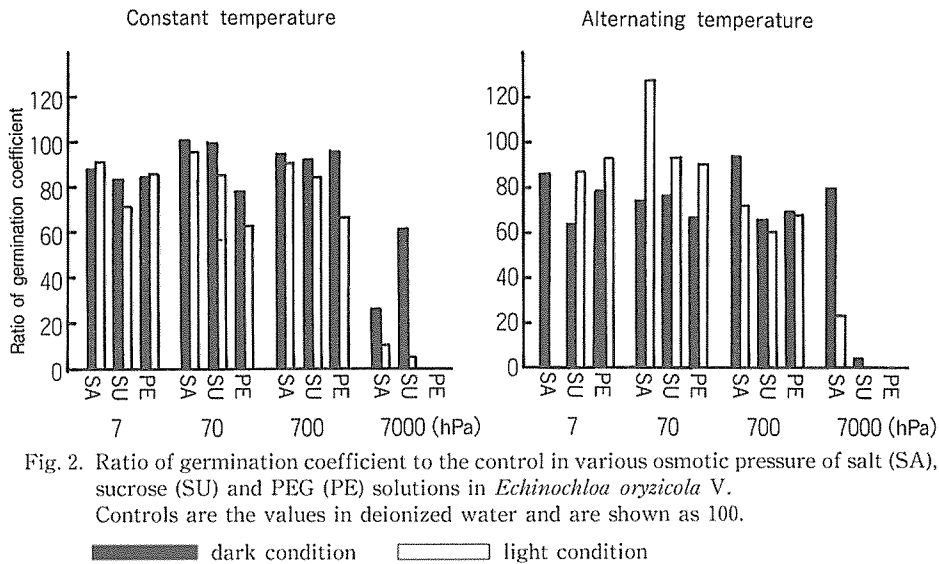 Constant temperature
Alternating temperature
Ratio of germination coefficient
120
100
80
60
40
20
0
SA SU PE SA SU PE SA SU PE SA SU PE
7 70 700 7000 (hPa)
120
100
80
60
40
20
0
SA SU PE SA SU PE SA SU PE SA SU PE
7 70 700 7000 (hPa)
Fig. 2. Ratio of germination coefficient to the control in various osmotic pressure of salt (SA),
sucrose (SU) and PEG (PE) solutions in Echinochloa oryzicola V.
Controls are the values in deionized water and are shown as 100.
dark condition light condition